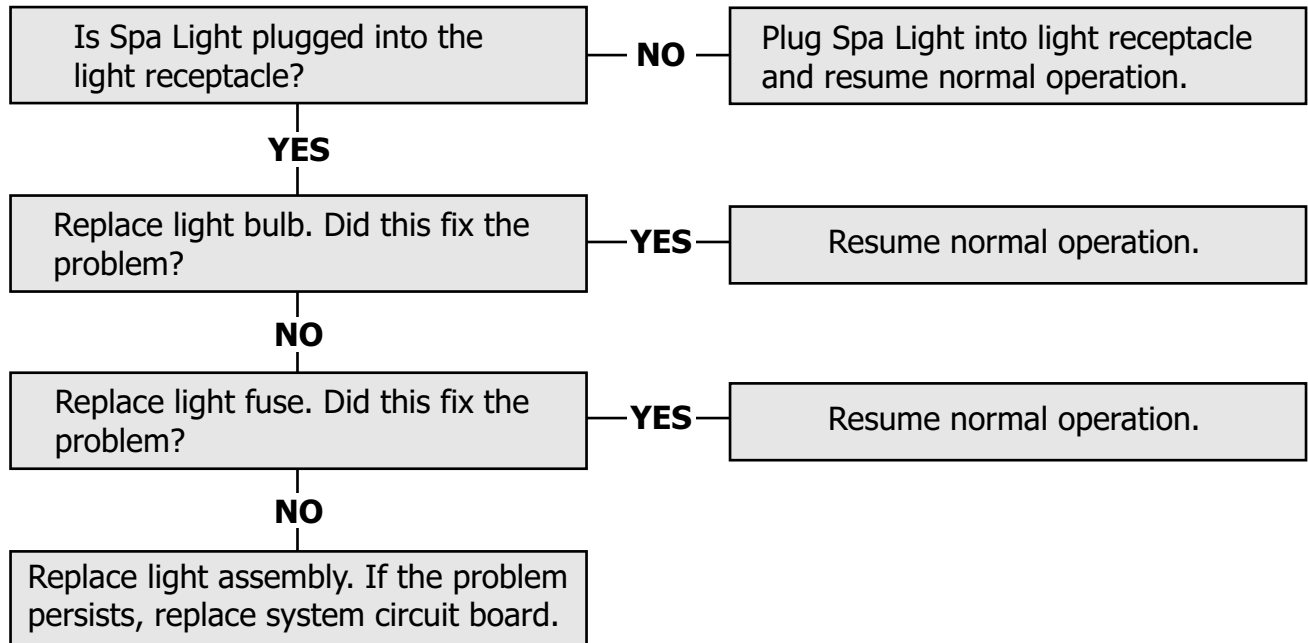 Is Spa Light plugged into the
light receptacle?
NO
Plug Spa Light into light receptacle
and resume normal operation.
YES
Replace light bulb. Did this fix the
problem?
YES
Resume normal operation.
NO
Replace light fuse. Did this fix the
problem?
YES
Resume normal operation.
NO
Replace light assembly. If the problem
persists, replace system circuit board.